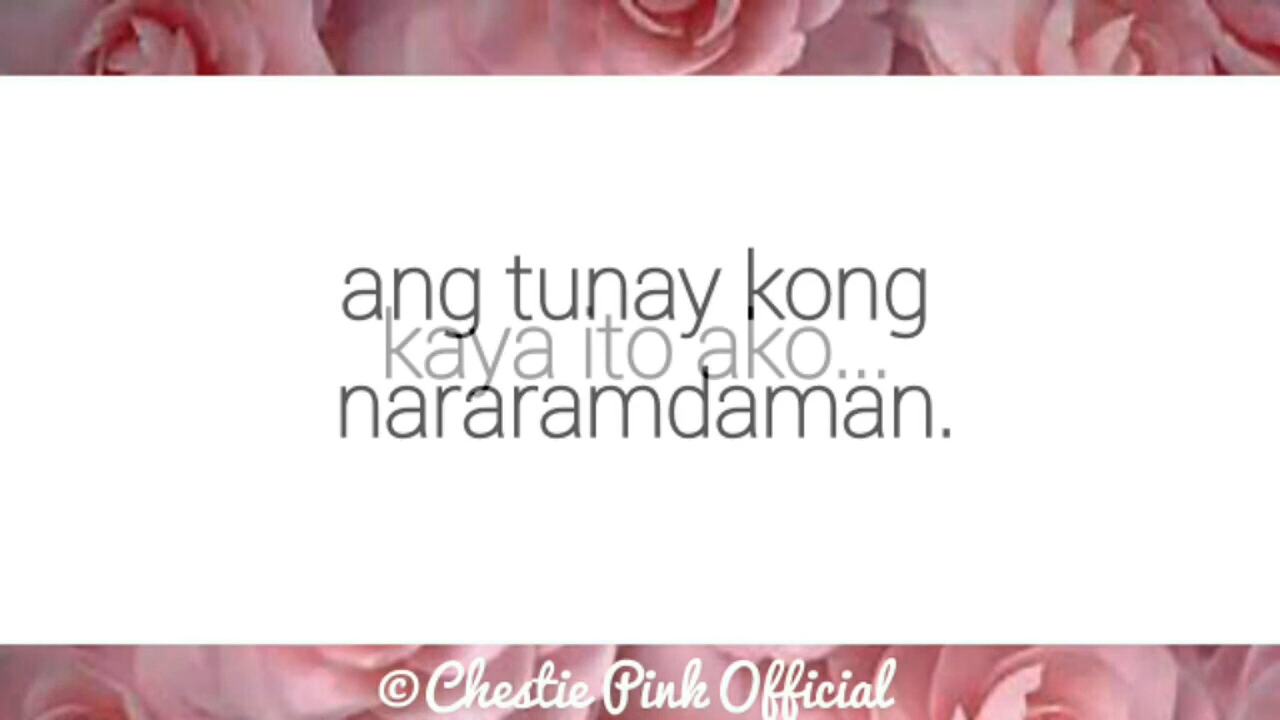 ang tunay kong
kaya ito ako...
nararamdaman.
© Chestie Pink Official